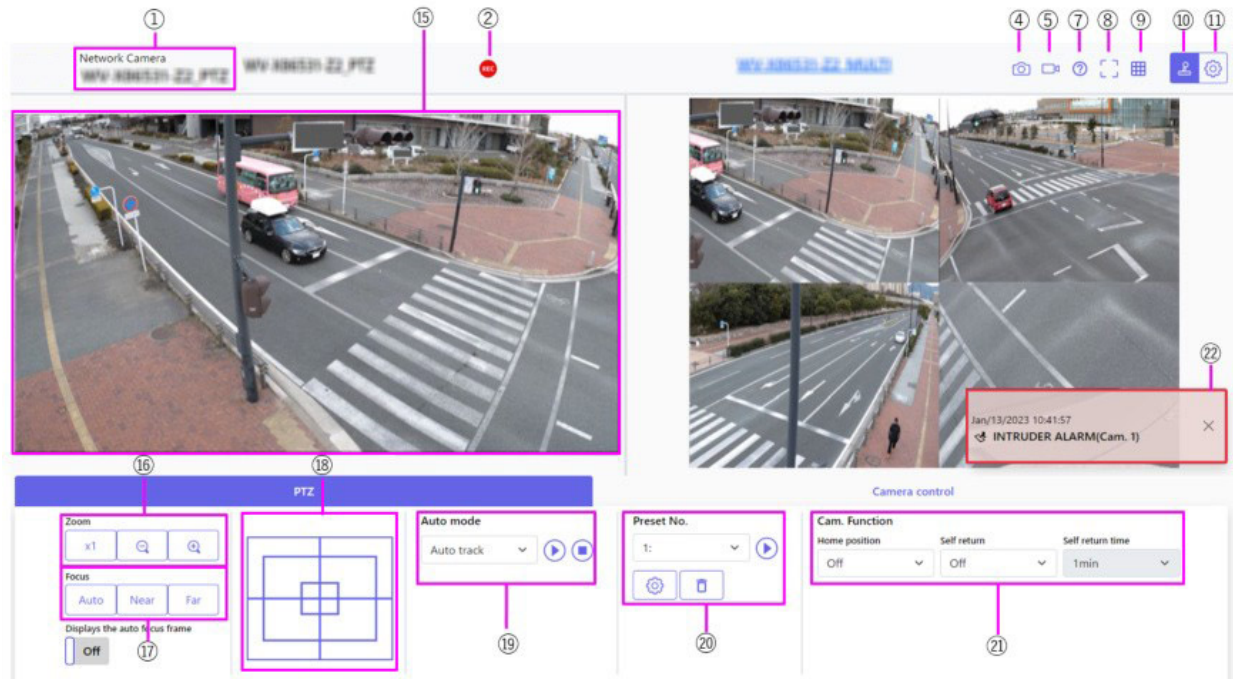 ① ⑮ ② ④ ⑤ ⑦ ⑧ ⑨ ⑩ ⑪
Network Camera
REC
㉒
Jan/13/2023 10:41:57
INTRUDER ALARM(Cam. 1)
⑯ ⑱
PTZ Camera control
Zoom
x1
Focus
Auto Near Far
Displays the auto focus frame
Off
⑰
Auto mode
Auto track
⑲
Preset No.
1:
⑳
Cam. Function
Home position Self return Self return time
Off Off 1min
㉑